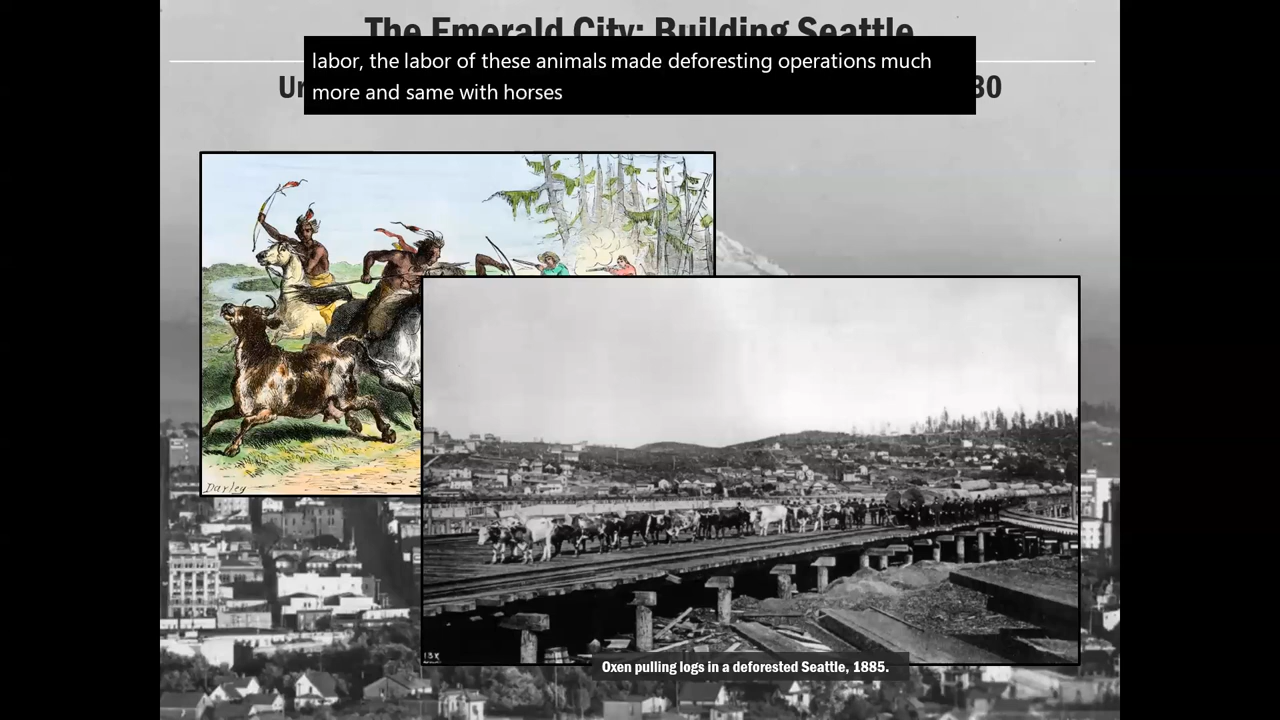 The Emerald City: Building Seattle
labor, the labor of these animals made deforesting operations much
more and same with horses
Darley
Oxen pulling logs in a deforested Seattle, 1885.